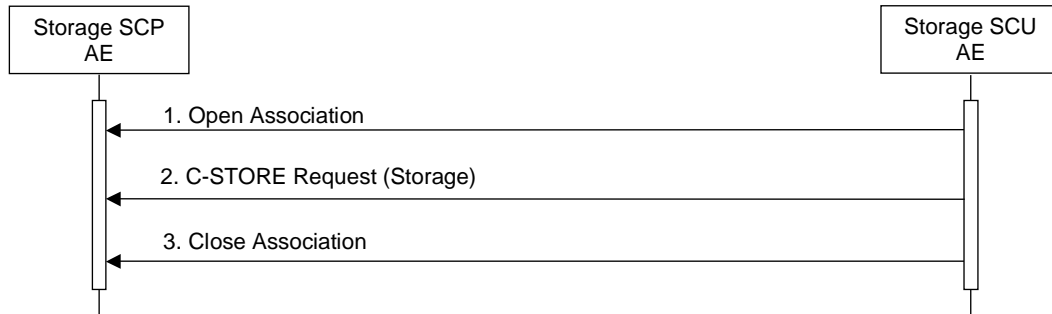 Storage SCP
AE
Storage SCU
AE
1. Open Association
2. C-STORE Request (Storage)
3. Close Association